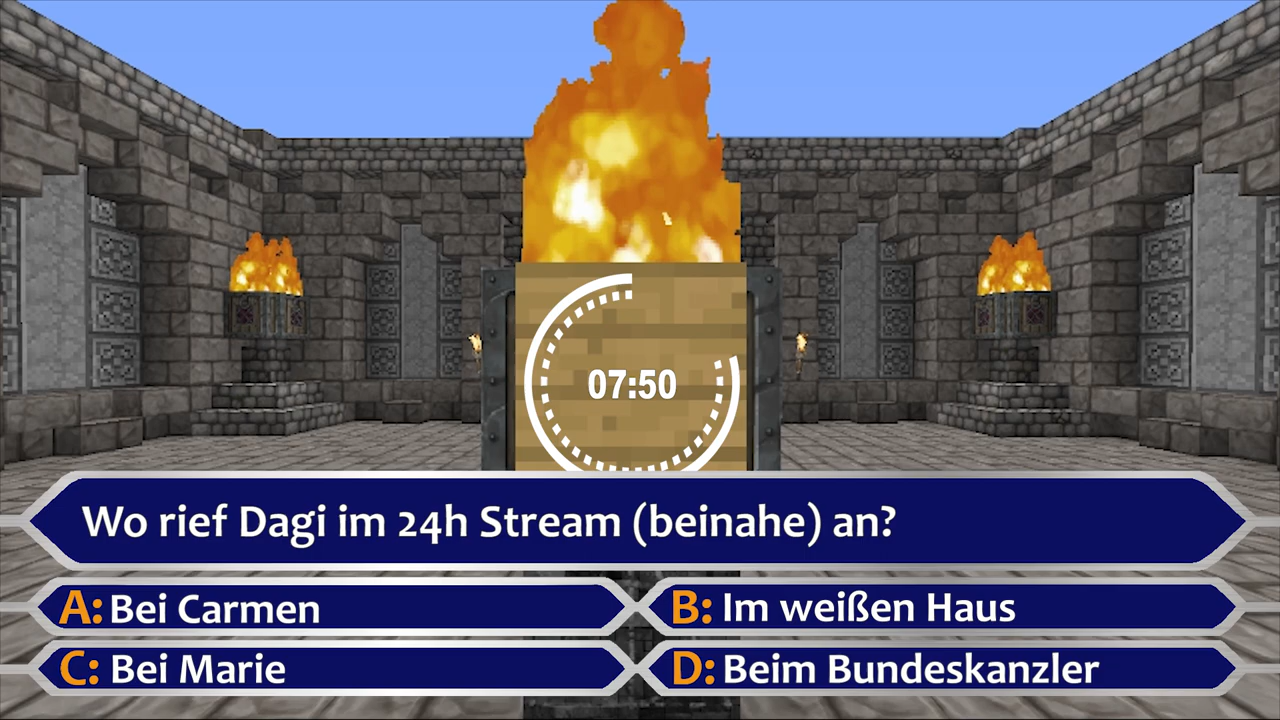 07:50
Wo rief Dagi im 24h Stream (beinahe) an?
A: Bei Carmen
B: Im weißen Haus
C: Bei Marie
D: Beim Bundeskanzler